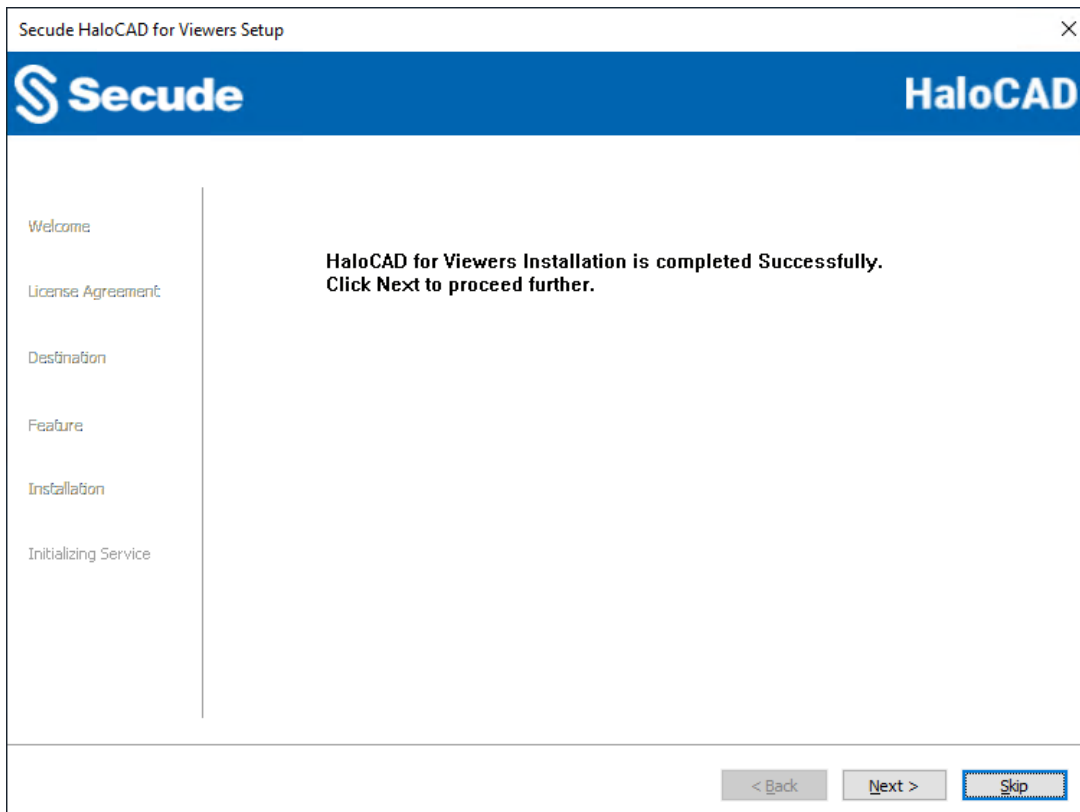 Secude HaloCAD for Viewers Setup
Secude
HaloCAD
Welcome
License Agreement
Destination
Feature
Installation
Initializing Service
HaloCAD for Viewers Installation is completed Successfully.
Click Next to proceed further.
< Back
Next >
Skip